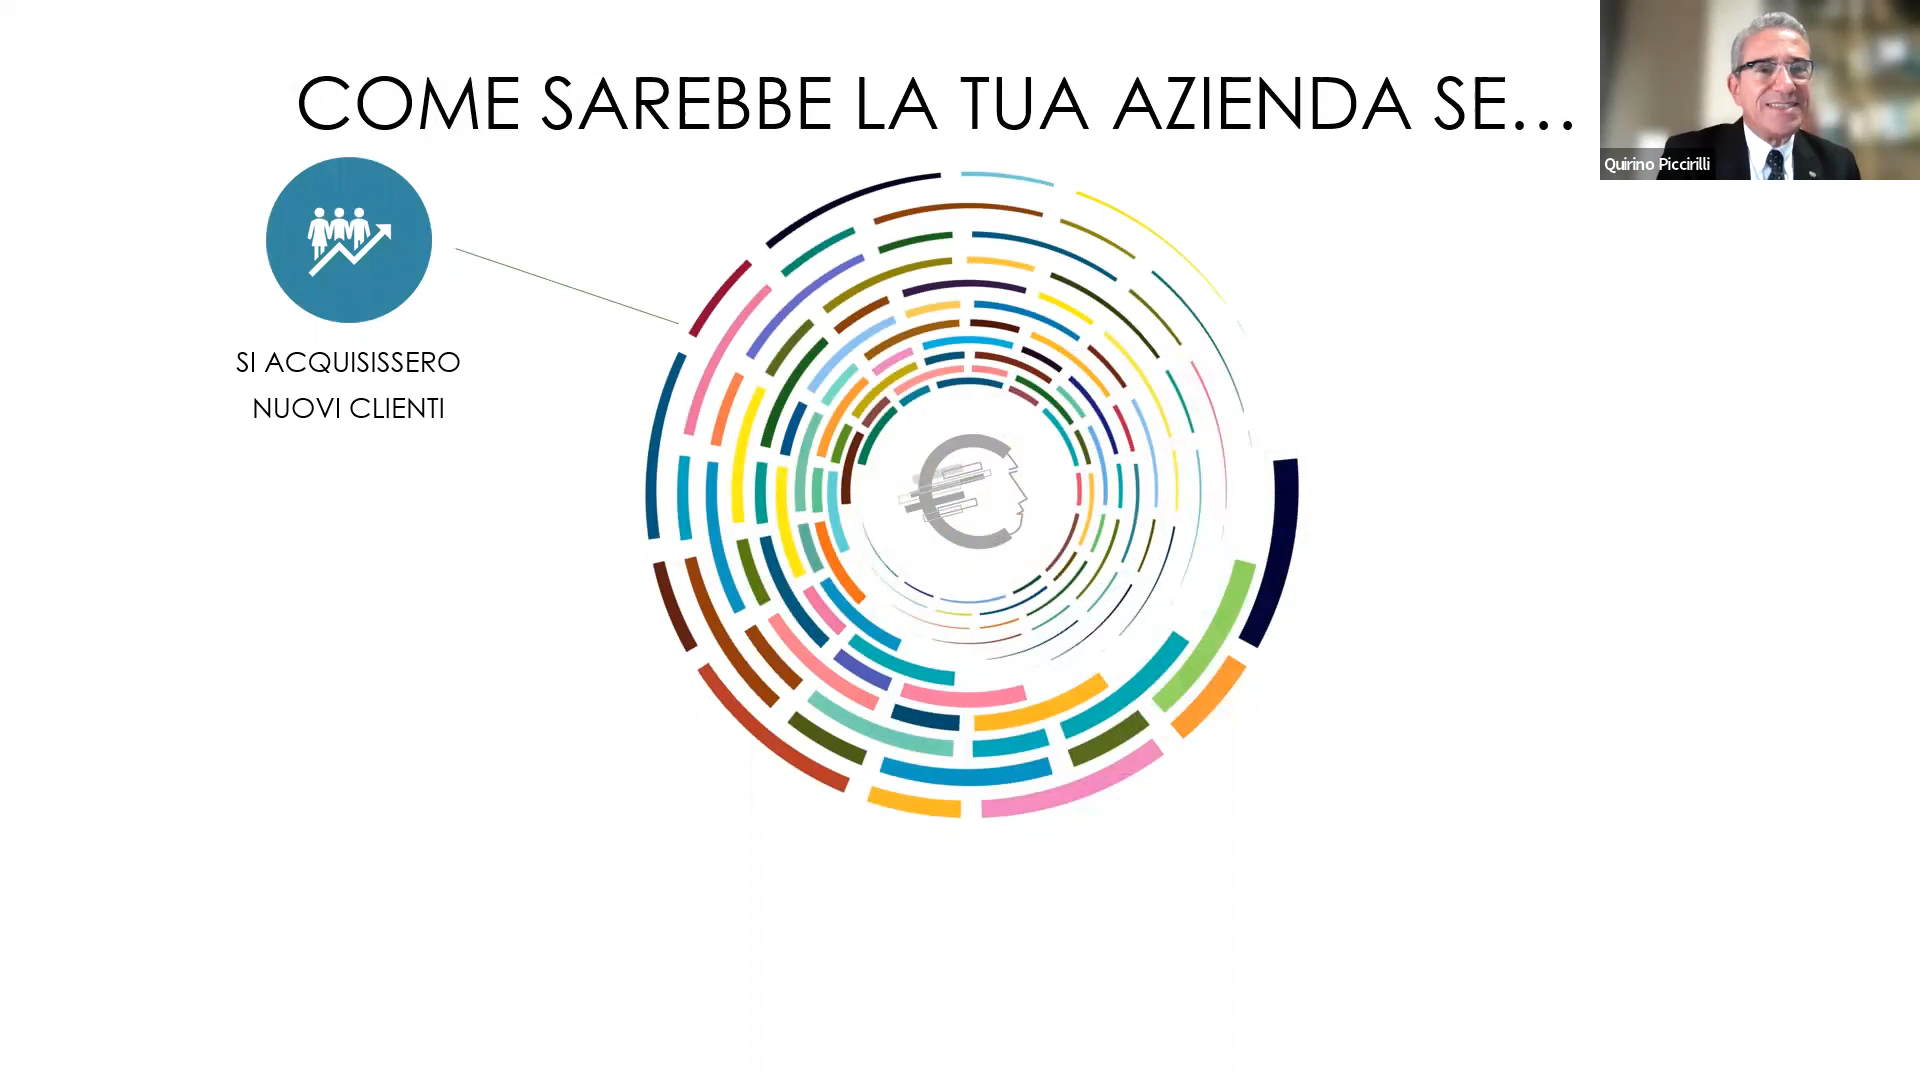 COME SAREBBE LA TUA AZIENDA SE...
Quirino Piccirilli
SI ACQUISISSERO
NUOVI CLIENTI